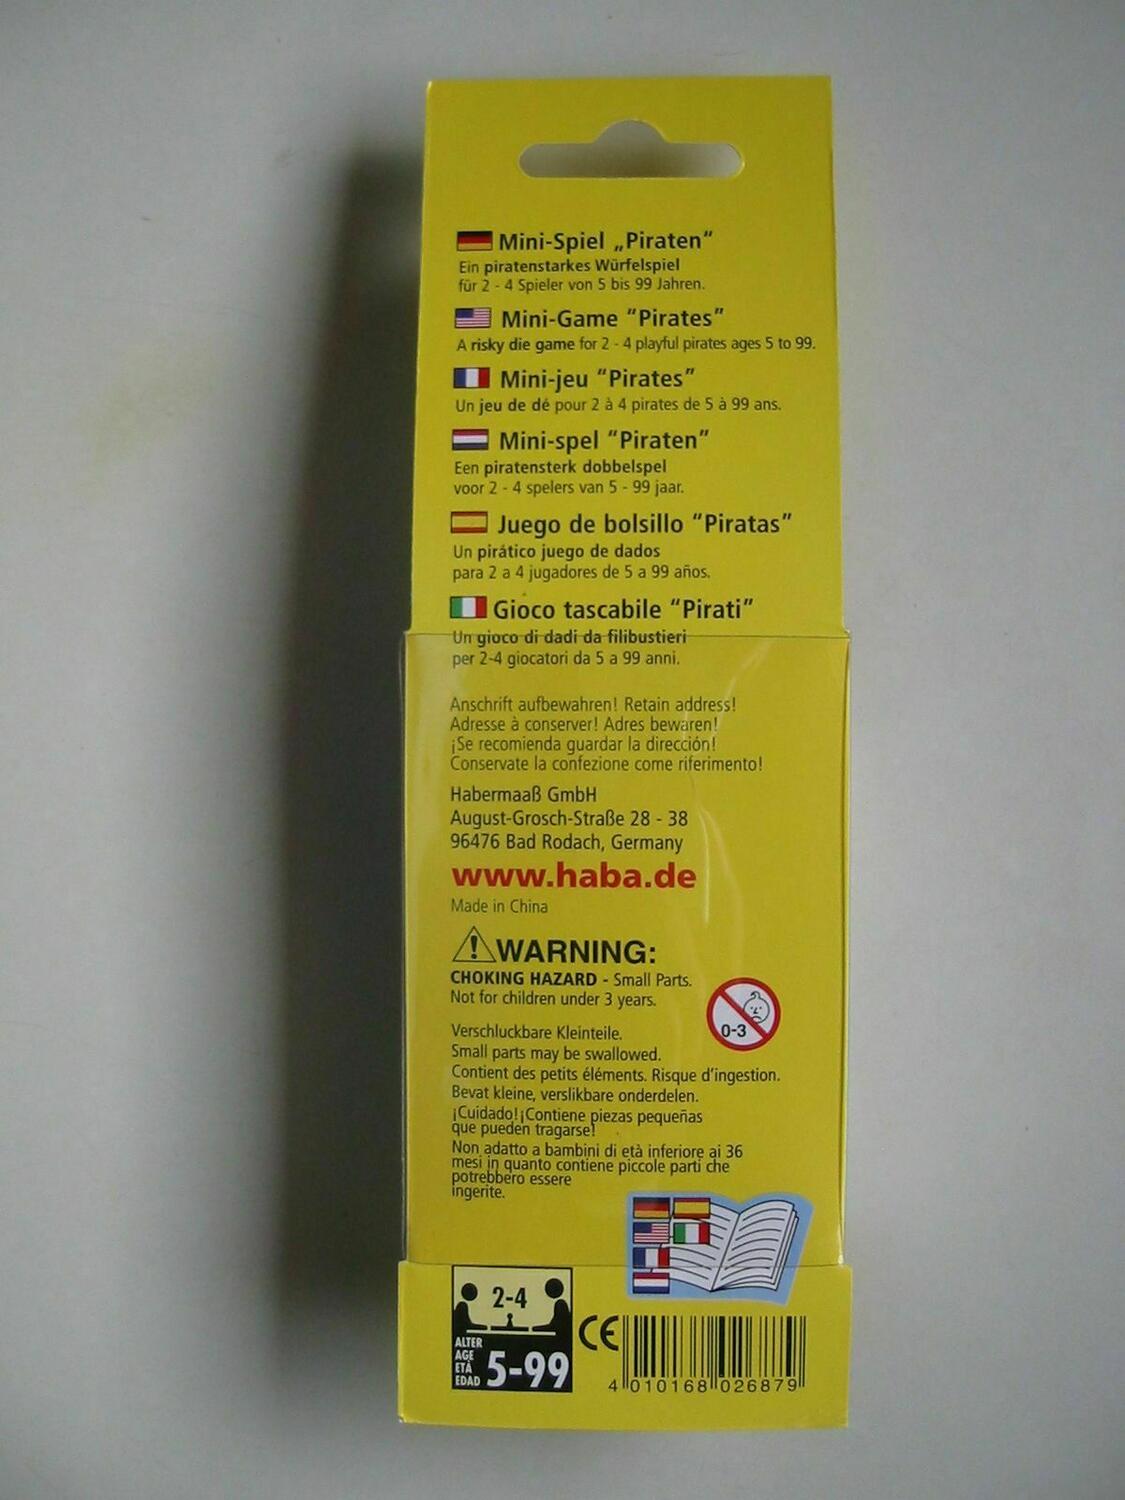 Mini-Spiel „Piraten“
Ein piratenstarkes Würfelspiel
für 2 - 4 Spieler von 5 bis 99 Jahren.
Mini-Game “Pirates”
A risky die game for 2 - 4 playful pirates ages 5 to 99.
Mini-jeu “Pirates”
Un jeu de dé pour 2 à 4 pirates de 5 à 99 ans.
Mini-spel “Piraten”
Een piratensterk dobbelspel
voor 2 - 4 spelers van 5 - 99 jaar.
Juego de bolsillo “Piratas”
Un pirático juego de dados
para 2 a 4 jugadores de 5 a 99 años.
Gioco tascabile “Pirati”
Un gioco di dadi da filibustieri
per 2-4 giocatori da 5 a 99 anni.
Anschrift aufbewahren! Retain address!
Adresse à conserver! Adres bewaren!
¡Se recomienda guardar la dirección!
Conservate la confezione come riferimento!
Habermaaß GmbH
August-Grosch-Straße 28 - 38
96476 Bad Rodach, Germany
www.haba.de
Made in China
WARNING:
CHOKING HAZARD - Small Parts.
Not for children under 3 years.
0-3
Verschluckbare Kleinteile.
Small parts may be swallowed.
Contient des petits éléments. Risque d’ingestion.
Bevat kleine, verslikbare onderdelen.
¡Cuidado!¡Contiene piezas pequeñas
que pueden tragarse!
Non adatto a bambini di età inferiore ai 36
mesi in quanto contiene piccole parti che
potrebbero essere
ingerite.
2-4
ALTER
AGE
ETÀ
EDAD
5-99
CE
4 010168 026879